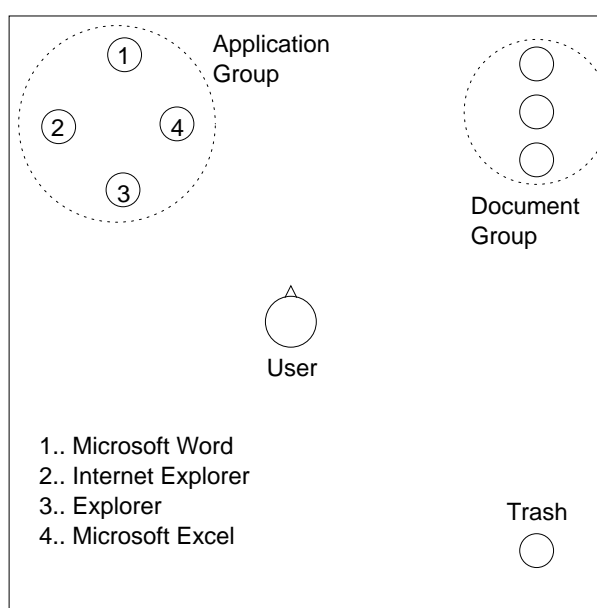 1
Application
Group
2
4
3
Document
Group
User
1.. Microsoft Word
2.. Internet Explorer
3.. Explorer
4.. Microsoft Excel
Trash